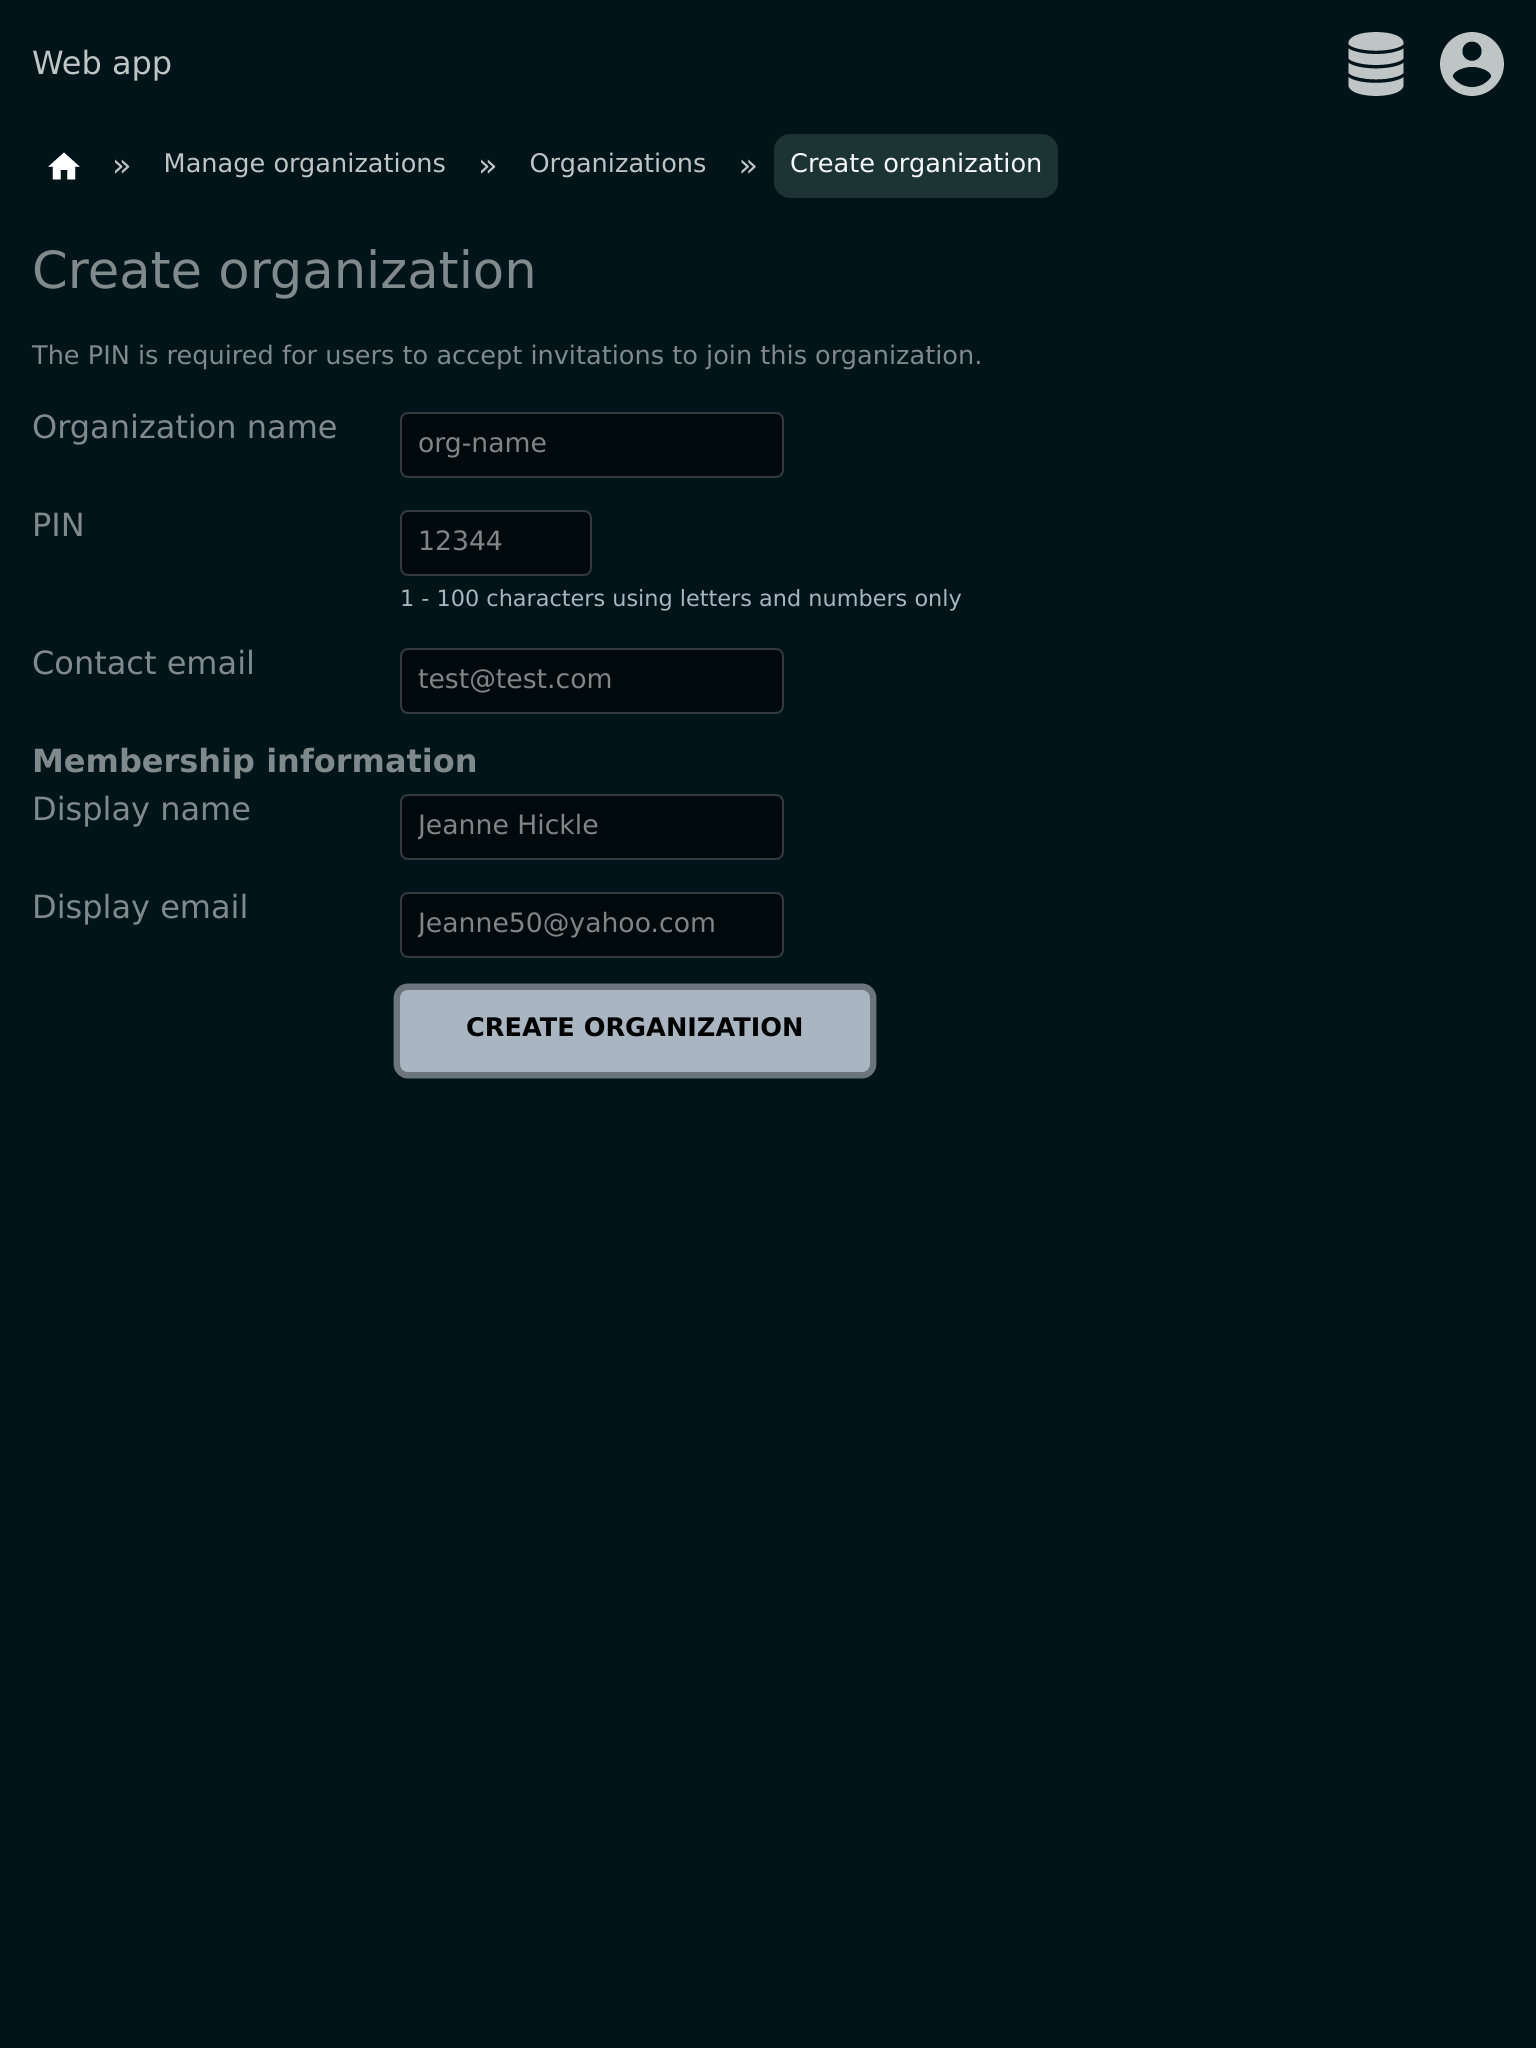 Web app
» Manage organizations » Organizations » Create organization
Create organization
The PIN is required for users to accept invitations to join this organization.
Organization name org-name
PIN 12344
1 - 100 characters using letters and numbers only
Contact email test@test.com
Membership information
Display name Jeanne Hickle
Display email Jeanne50@yahoo.com
CREATE ORGANIZATION